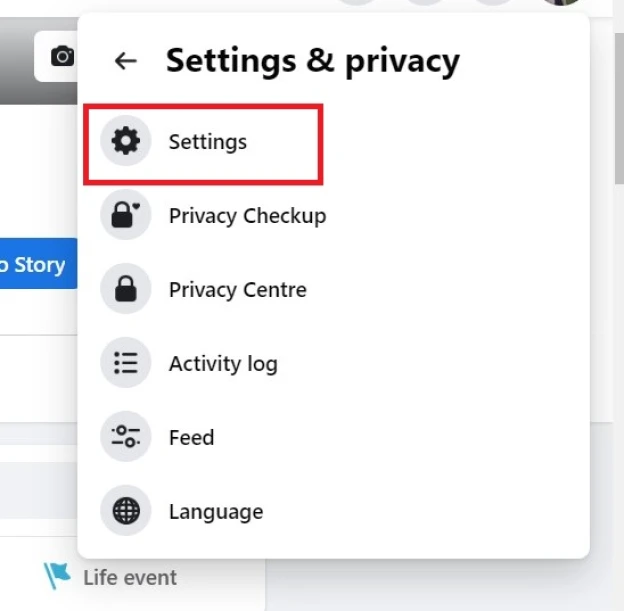 Settings & privacy
Settings
Privacy Checkup
o Story
Privacy Centre
Activity log
Feed
Language
Life event